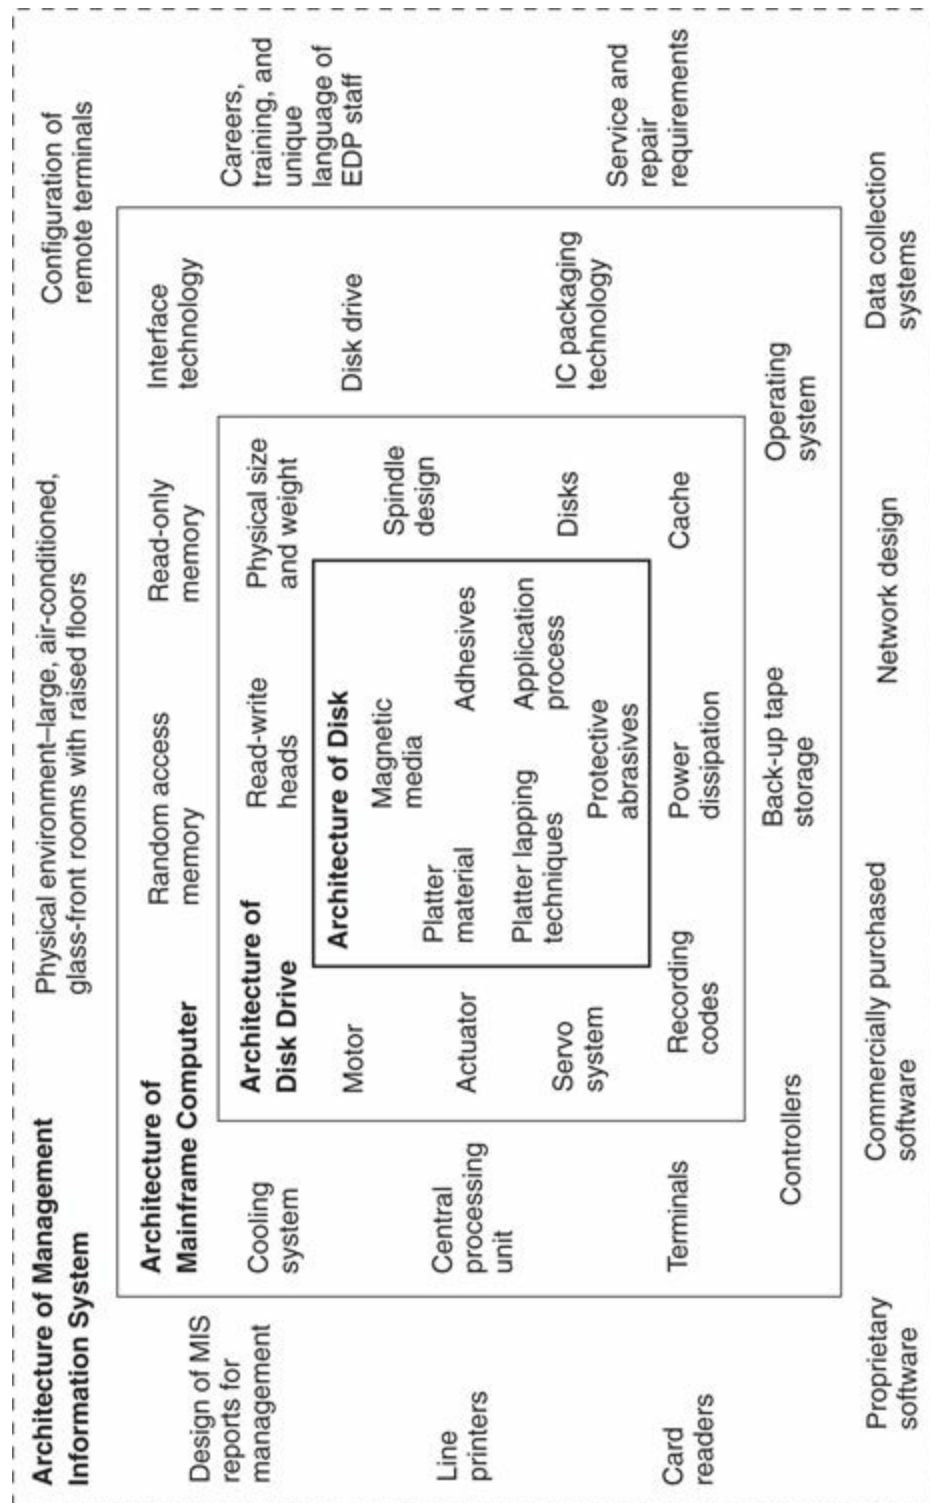 Architecture of Management
Information System
Physical environment–large, air-conditioned,
glass-front rooms with raised floors
Configuration of
remote terminals
Design of MIS
reports for
management
Line
printers
Card
readers
Architecture of
Mainframe Computer
Random access
memory
Read-only
memory
Interface
technology
Cooling
system
Central
processing
unit
Terminals
Architecture of
Disk Drive
Read-write
heads
Physical size
and weight
Motor
Actuator
Servo
system
Architecture of Disk
Magnetic
media
Platter
material
Adhesives
Platter lapping
techniques
Application
process
Protective
abrasives
Spindle
design
Disks
Recording
codes
Power
dissipation
Cache
Disk drive
IC packaging
technology
Controllers
Back-up tape
storage
Operating
system
Careers,
training, and
unique
language of
EDP staff
Service and
repair
requirements
Proprietary
software
Commercially purchased
software
Network design
Data collection
systems